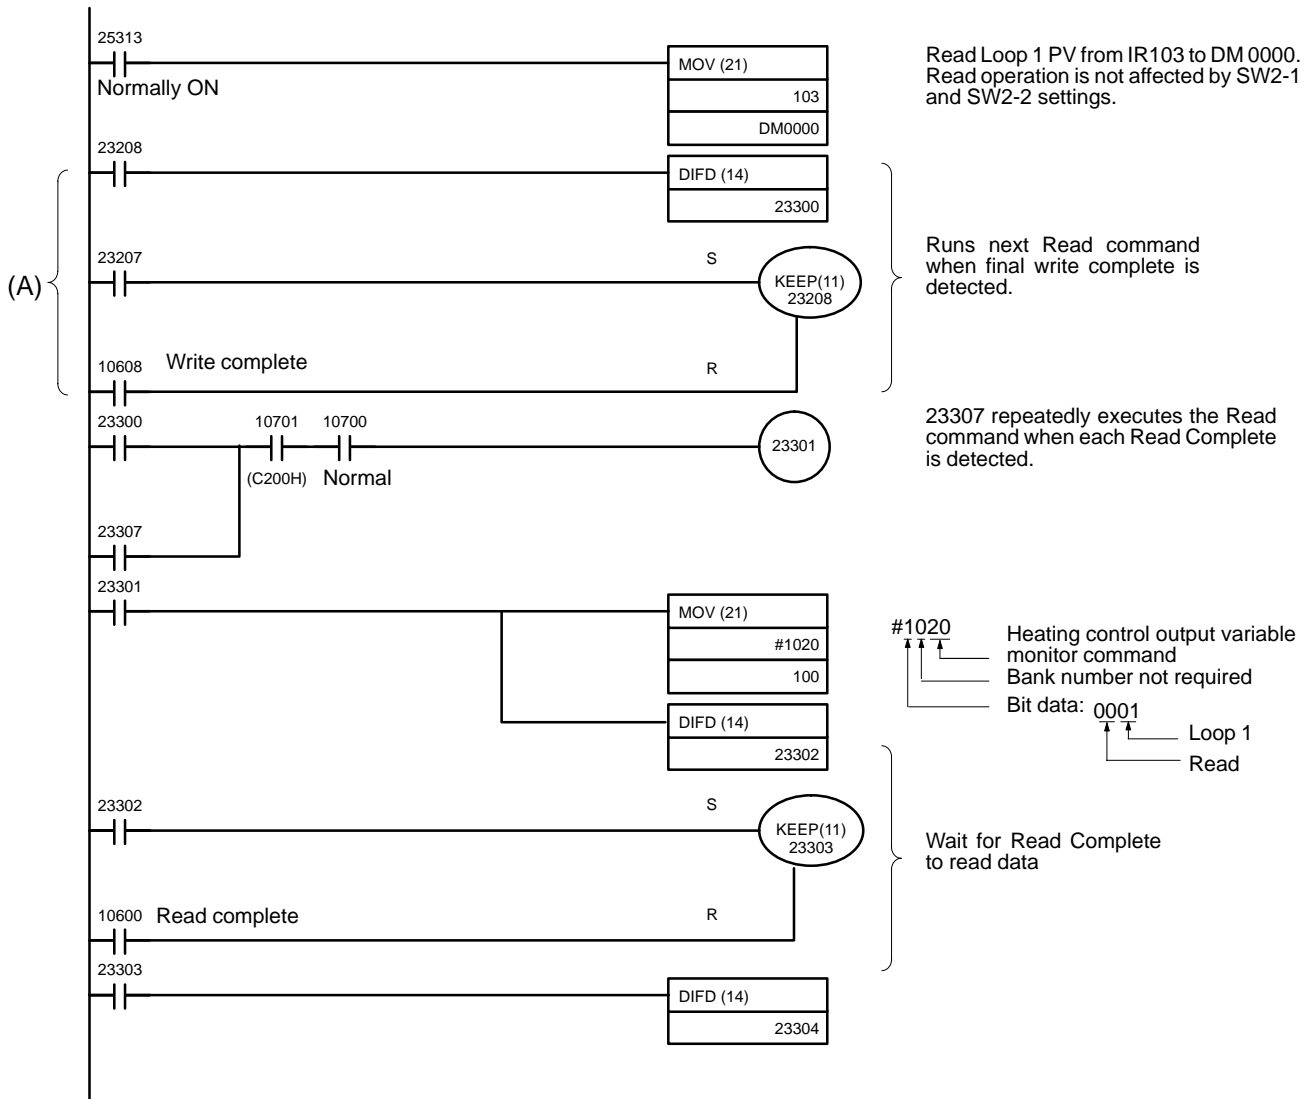 25313
Normally ON
MOV (21)
103
DM0000
Read Loop 1 PV from IR103 to DM 0000.
Read operation is not affected by SW2-1
and SW2-2 settings.
23208
DIFD (14)
23300
(A)
23207
S
KEEP(11)
23208
Runs next Read command
when final write complete is
detected.
10608
Write complete
R
23300
10701
10700
(C200H)
Normal
23301
23307 repeatedly executes the Read
command when each Read Complete
is detected.
23307
23301
MOV (21)
#1020
100
DIFD (14)
23302
#1020
Heating control output variable
monitor command
Bank number not required
Bit data:
0001
Loop 1
Read
23302
S
KEEP(11)
23303
Wait for Read Complete
to read data
10600
Read complete
R
23303
DIFD (14)
23304